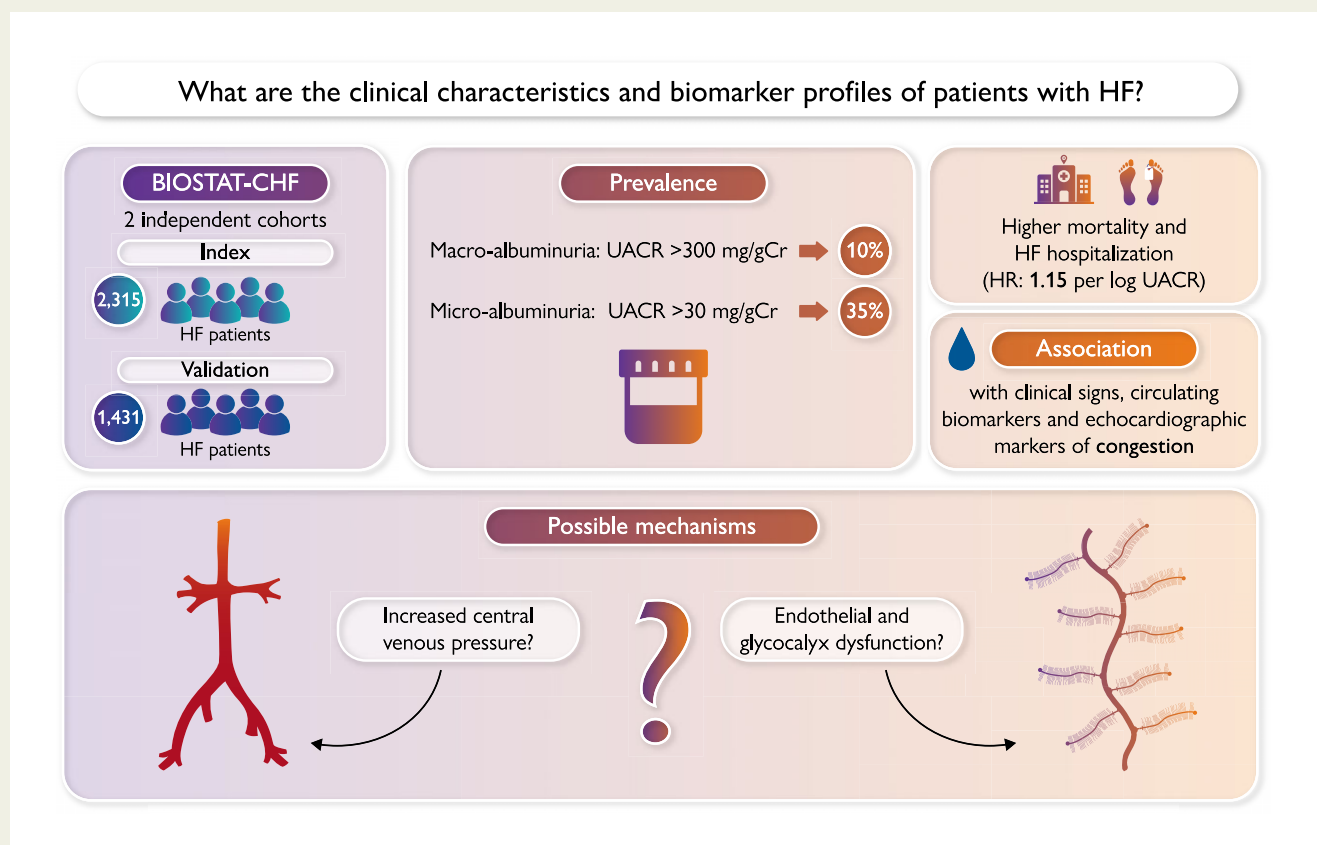 What are the clinical characteristics and biomarker profiles of patients with HF?
BIOSTAT-CHF
2 independent cohorts
Index
2,315
HF patients
Validation
1,431
HF patients
Prevalence
Macro-albuminuria: UACR >300 mg/gCr 10%
Micro-albuminuria: UACR >30 mg/gCr 35%
Higher mortality and
HF hospitalization
(HR: 1.15 per log UACR)
Association
with clinical signs, circulating
biomarkers and echocardiographic
markers of congestion
Possible mechanisms
Increased central
venous pressure?
?
Endothelial and
glycocalyx dysfunction?